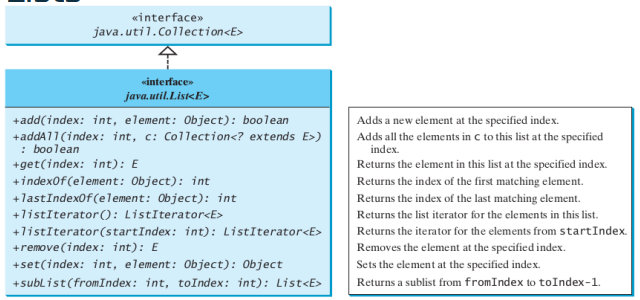 Lists
«interface»
java.util.Collection<E>
«interface»
java.util.List<E>
+add(index: int, element: Object): boolean
+addAll(index: int, c: Collection<? extends E>)
: boolean
+get(index: int): E
+indexOf(element: Object): int
+lastIndexOf(element: Object): int
+listIterator(): ListIterator<E>
+listIterator(startIndex: int): ListIterator<E>
+remove(index: int): E
+set(index: int, element: Object): Object
+subList(fromIndex: int, toIndex: int): List<E>
Adds a new element at the specified index.
Adds all the elements in c to this list at the specified
index.
Returns the element in this list at the specified index.
Returns the index of the first matching element.
Returns the index of the last matching element.
Returns the list iterator for the elements in this list.
Returns the iterator for the elements from startIndex.
Removes the element at the specified index.
Sets the element at the specified index.
Returns a sublist from fromIndex to toIndex-1.